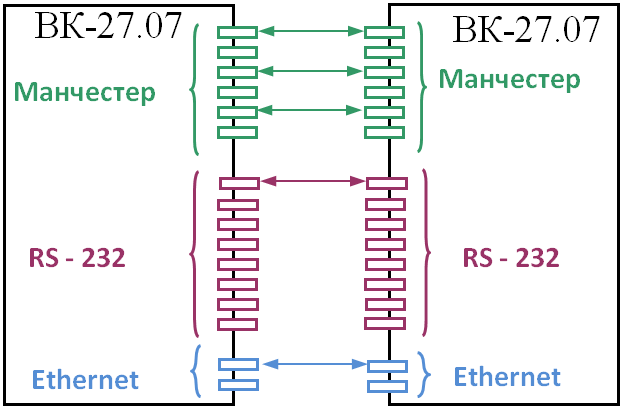 ВК-27.07
ВК-27.07
Манчестер
Манчестер
RS - 232
RS - 232
Ethernet
Ethernet